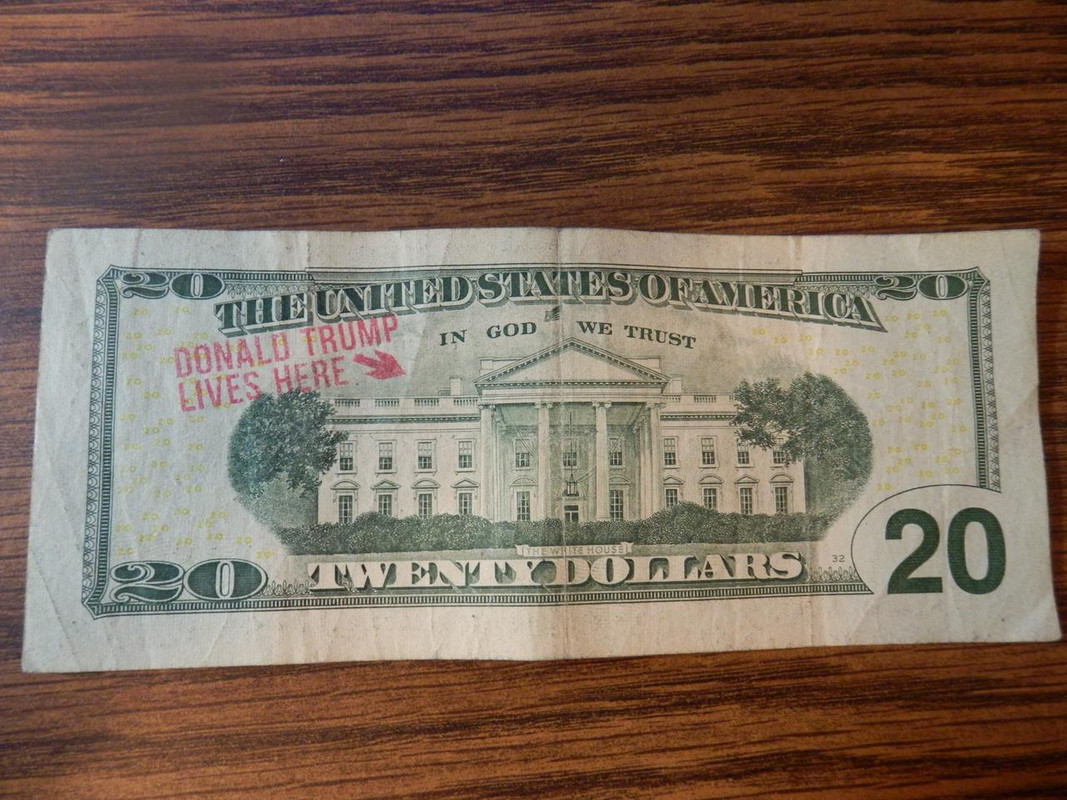 20
20
THE UNITED STATES OF AMERICA
DONALD TRUMP
LIVES HERE
IN GOD WE TRUST
THE WHITE HOUSE
20
TWENTY DOLLARS
32
20